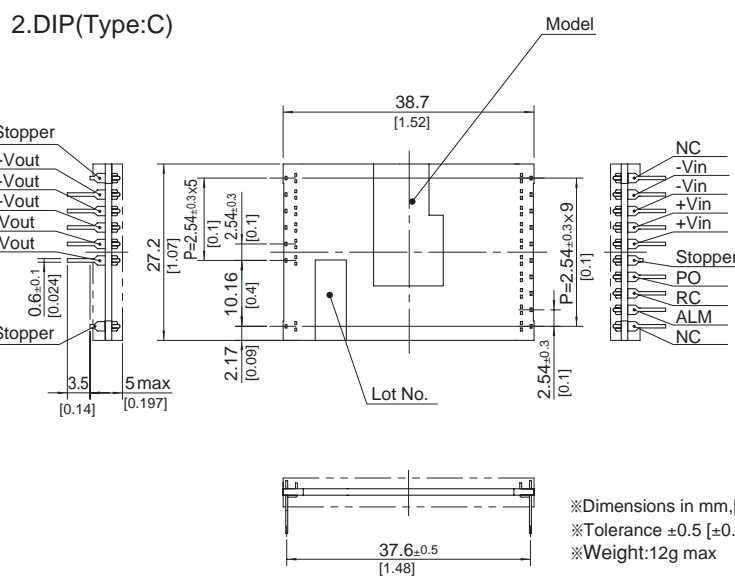 2.DIP(Type:C)
Model
38.7
[1.52]
Stopper
-Vout
-Vout
-Vout
Vout
Vout
Stopper
0.6±0.1
[0.024]
3.5
[0.14]
5max
[0.197]
27.2
[1.07]
P=2.54±0.3x5
[0.1]
2.54±0.3
[0.1]
10.16
[0.4]
2.17
[0.09]
Lot No.
P=2.54±0.3x9
[0.1]
2.54±0.3
[0.1]
NC
-Vin
-Vin
+Vin
+Vin
Stopper
PO
RC
ALM
NC
37.6±0.5
[1.48]
※Dimensions in mm,[
※Tolerance ±0.5 [±0.
※Weight:12g max